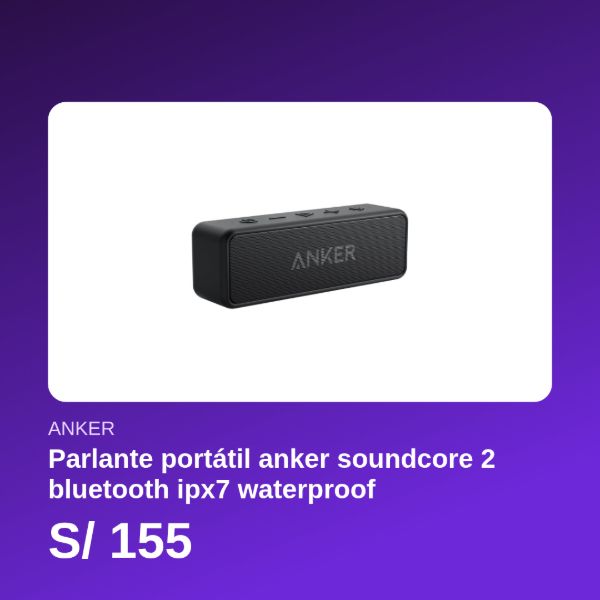 ANKER
ANKER
Parlante portátil anker soundcore 2
bluetooth ipx7 waterproof
S/ 155